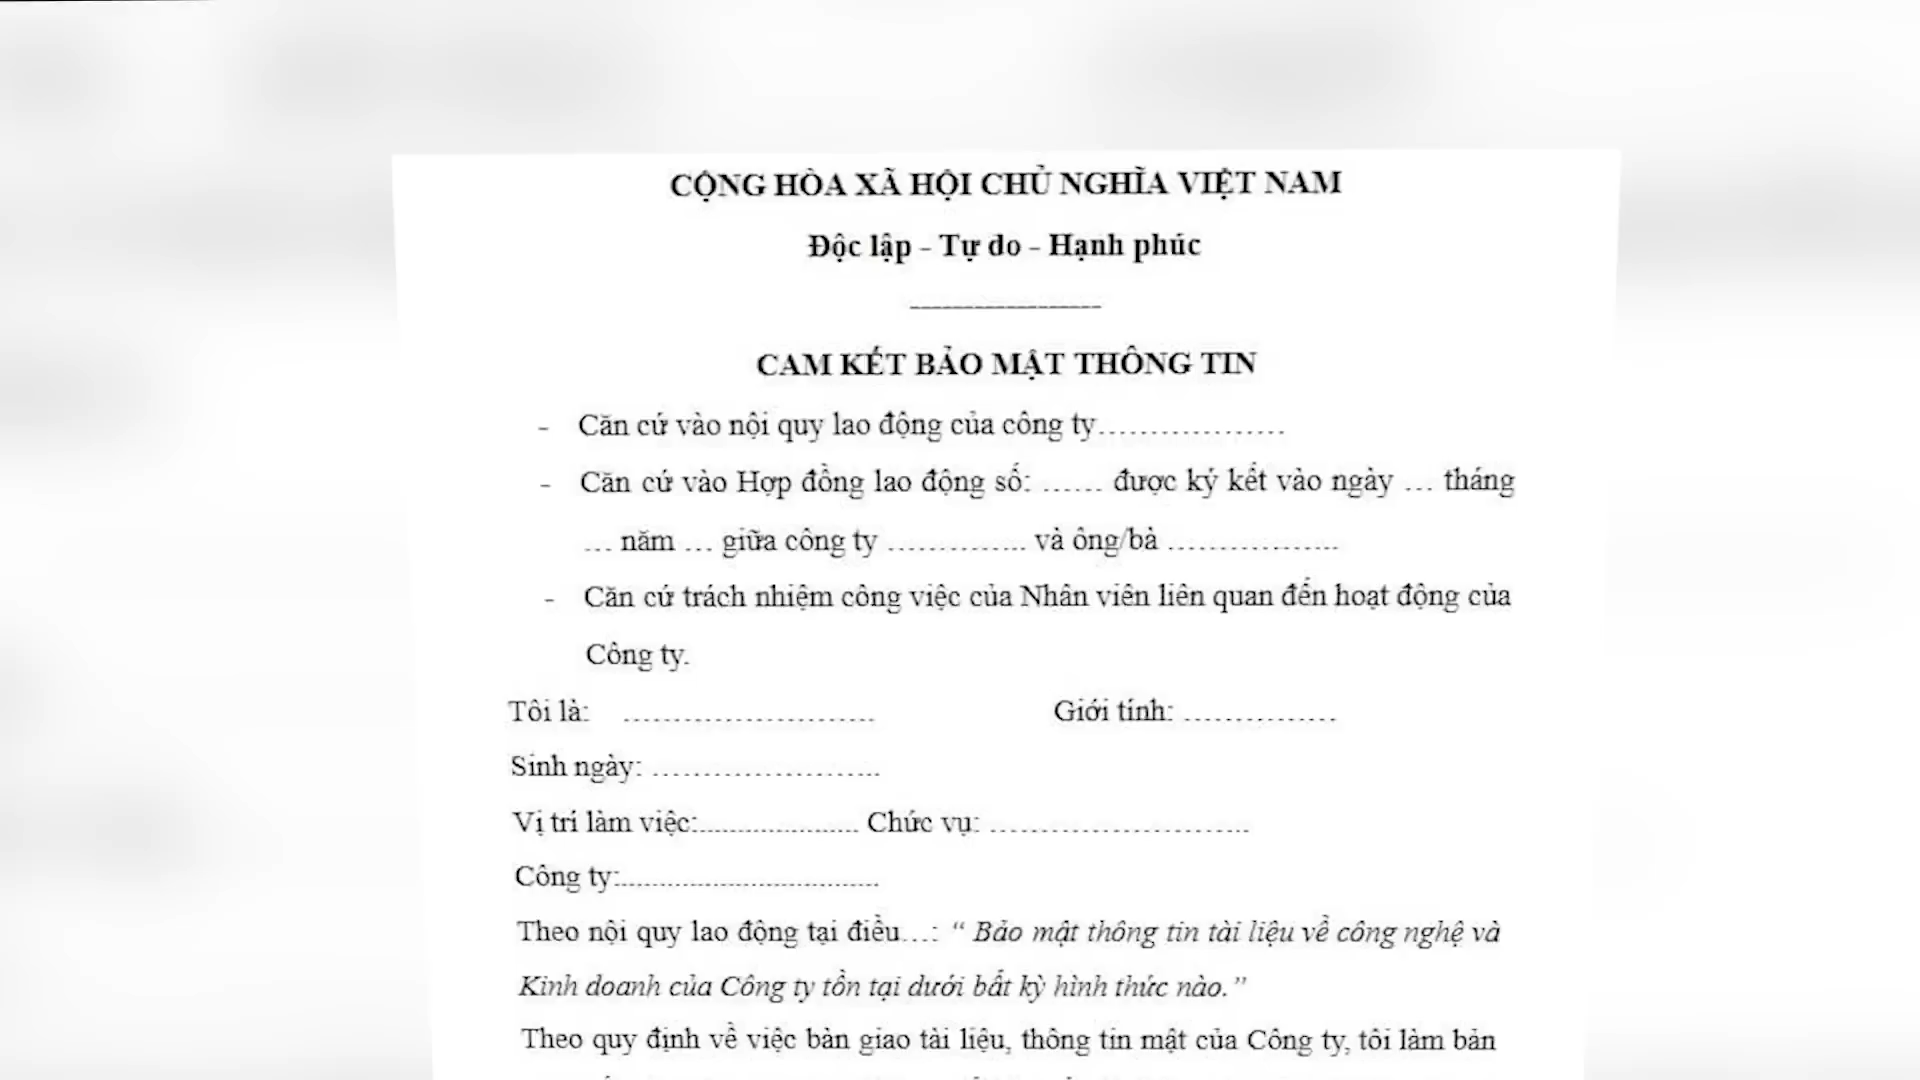 CỘNG HÒA XÃ HỘI CHỦ NGHĨA VIỆT NAM
Độc lập - Tự do - Hạnh phúc
CAM KẾT BẢO MẬT THÔNG TIN
- Căn cứ vào nội quy lao động của công ty………………
- Căn cứ vào Hợp đồng lao động số: …… được ký kết vào ngày … tháng
… năm … giữa công ty ………….. và ông/bà ……………..
- Căn cứ trách nhiệm công việc của Nhân viên liên quan đến hoạt động của
Công ty.
Tôi là: …………………… Giới tính: ……………
Sinh ngày: …………………..
Vị trí làm việc:...................... Chức vụ: ……………………..
Công ty:....................................
Theo nội quy lao động tại điều…: “ Bảo mật thông tin tài liệu về công nghệ và
Kinh doanh của Công ty tồn tại dưới bất kỳ hình thức nào.”
Theo quy định về việc bàn giao tài liệu, thông tin mật của Công ty, tôi làm bản